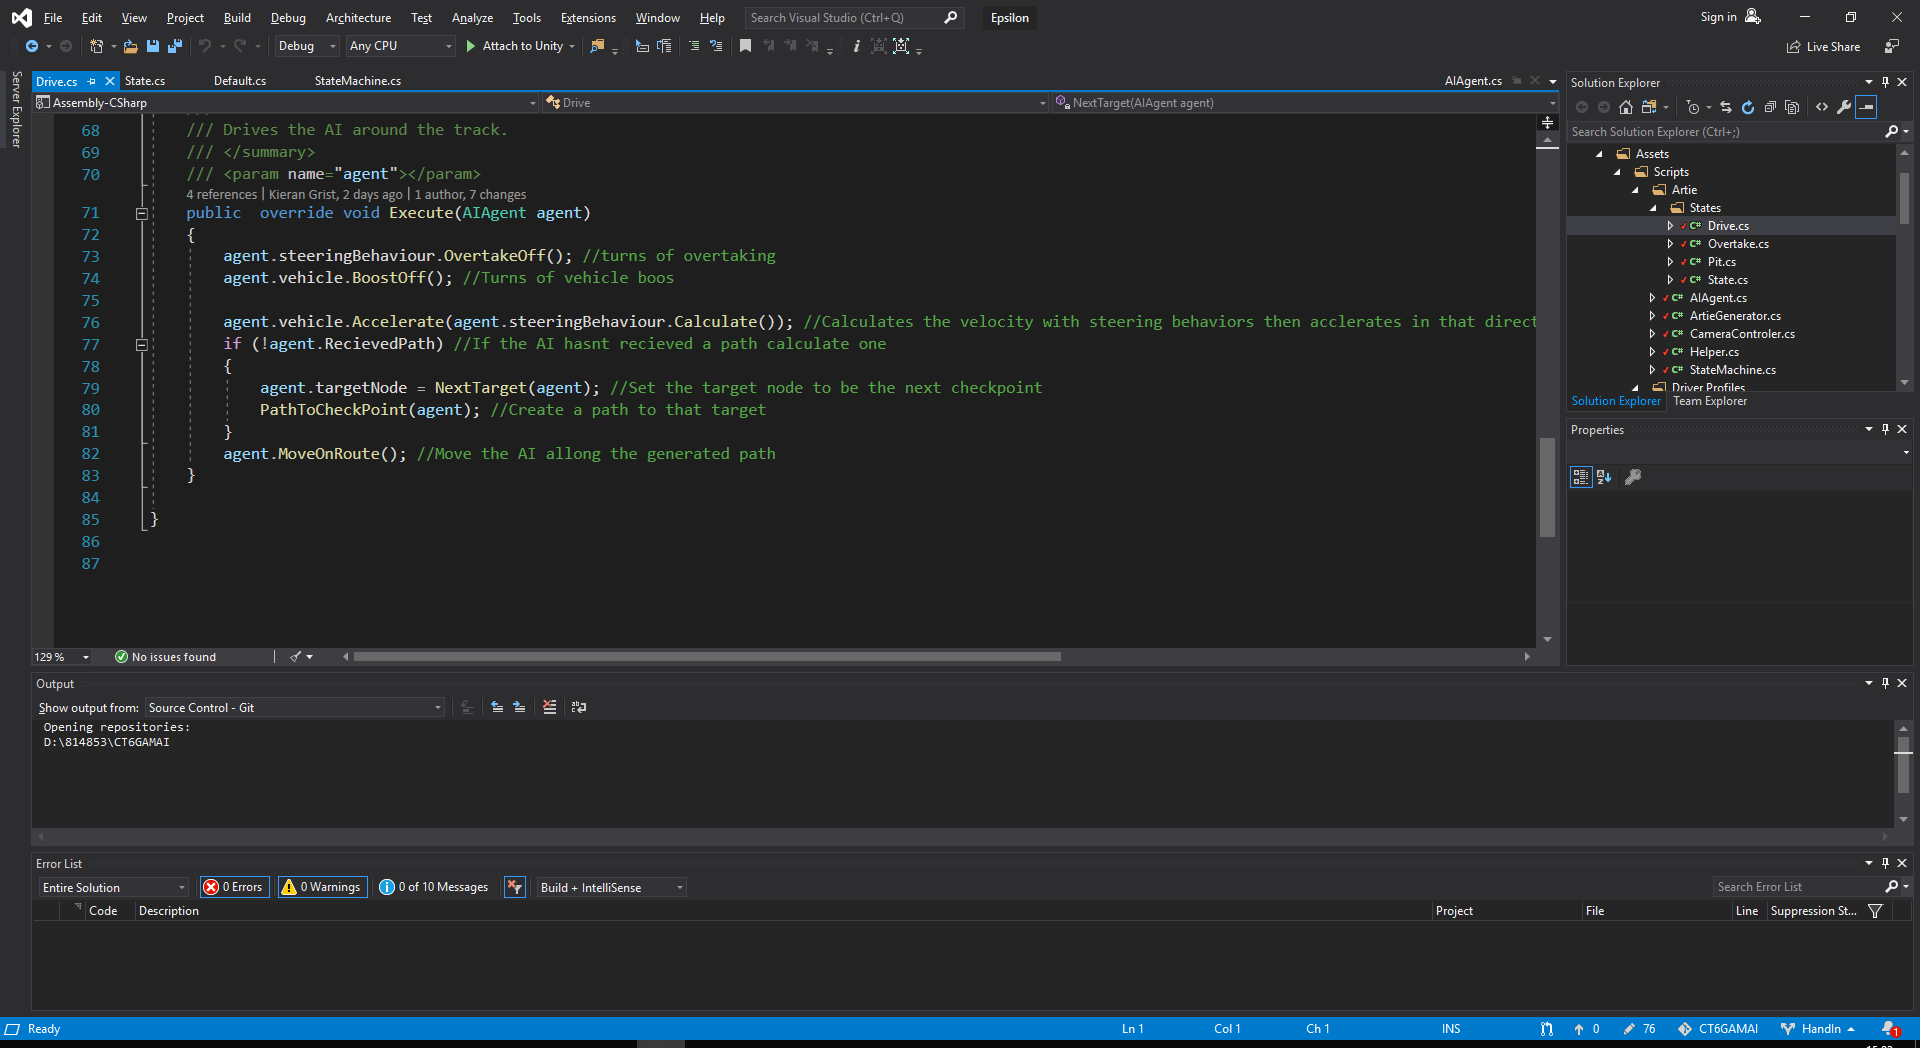 File Edit View Project Build Debug Architecture Test Analyze Tools Extensions Window Help Search Visual Studio (Ctrl+Q) Epsilon Sign in
Debug Any CPU Attach to Unity Live Share
Server Explorer
Drive.cs State.cs Default.cs StateMachine.cs AIAgent.cs
Assembly-CSharp Drive NextTarget(AIAgent agent)
68 /// Drives the AI around the track.
69 /// </summary>
70 /// <param name="agent"></param>
4 references | Kieran Grist, 2 days ago | 1 author, 7 changes
71 public  override void Execute(AIAgent agent)
72 {
73 agent.steeringBehaviour.OvertakeOff(); //turns of overtaking
74 agent.vehicle.BoostOff(); //Turns of vehicle boos
75
76 agent.vehicle.Accelerate(agent.steeringBehaviour.Calculate()); //Calculates the velocity with steering behaviors then acclerates in that direct
77 if (!agent.RecievedPath) //If the AI hasnt recieved a path calculate one
78 {
79 agent.targetNode = NextTarget(agent); //Set the target node to be the next checkpoint
80 PathToCheckPoint(agent); //Create a path to that target
81 }
82 agent.MoveOnRoute(); //Move the AI allong the generated path
83 }
84
85 }
86
87
129 % No issues found
Solution Explorer
Search Solution Explorer (Ctrl+;)
Assets
Scripts
Artie
States
C# Drive.cs
C# Overtake.cs
C# Pit.cs
C# State.cs
C# AIAgent.cs
C# ArtieGenerator.cs
C# CameraControler.cs
C# Helper.cs
C# StateMachine.cs
Driver Profiles
Solution Explorer Team Explorer
Properties
Output
Show output from: Source Control - Git
Opening repositories:
D:\814853\CT6GAMAI
Error List
Entire Solution 0 Errors 0 Warnings 0 of 10 Messages Build + IntelliSense Search Error List
Code Description Project File Line Suppression St...
Ready Ln 1 Col 1 Ch 1 INS 0 76 CT6GAMAI HandIn 1